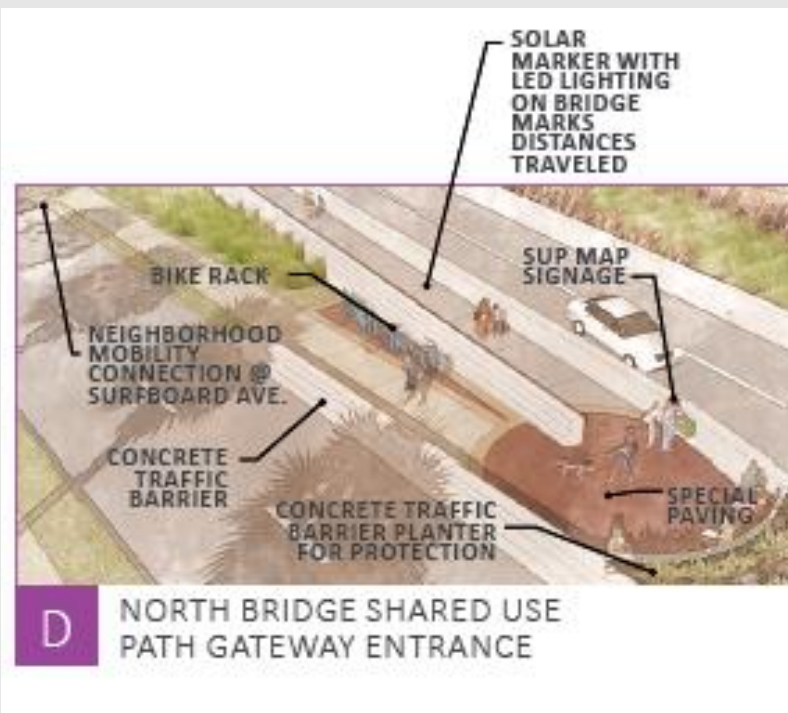 SOLAR
MARKER WITH
LED LIGHTING
ON BRIDGE
MARKS
DISTANCES
TRAVELED
SUP MAP
SIGNAGE
BIKE RACK
NEIGHBORHOOD
MOBILITY
CONNECTION @
SURFBOARD AVE.
CONCRETE
TRAFFIC
BARRIER
CONCRETE TRAFFIC
BARRIER PLANTER
FOR PROTECTION
SPECIAL
PAVING
D
NORTH BRIDGE SHARED USE
PATH GATEWAY ENTRANCE